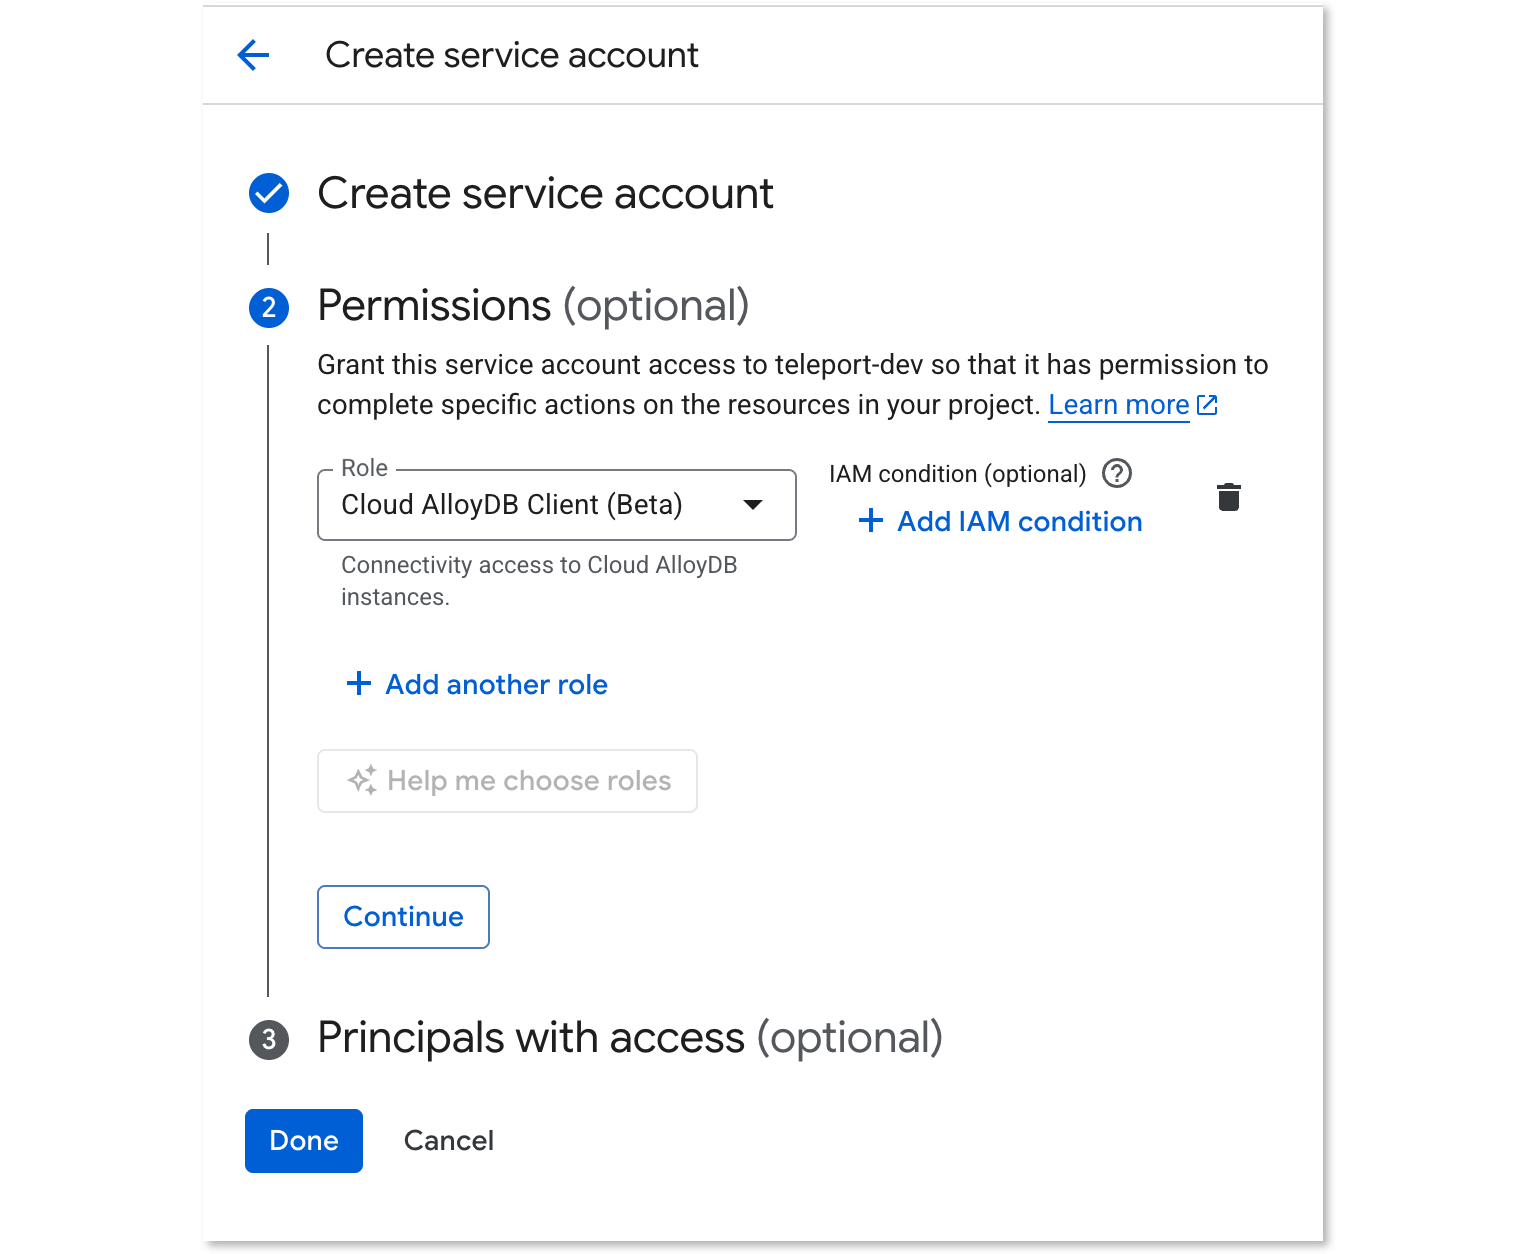 Create service account
Create service account
2
Permissions (optional)
Grant this service account access to teleport-dev so that it has permission to
complete specific actions on the resources in your project. Learn more
Role
Cloud AlloyDB Client (Beta)
Connectivity access to Cloud AlloyDB
instances.
IAM condition (optional) ?
+ Add IAM condition
+ Add another role
Help me choose roles
Continue
3
Principals with access (optional)
Done
Cancel